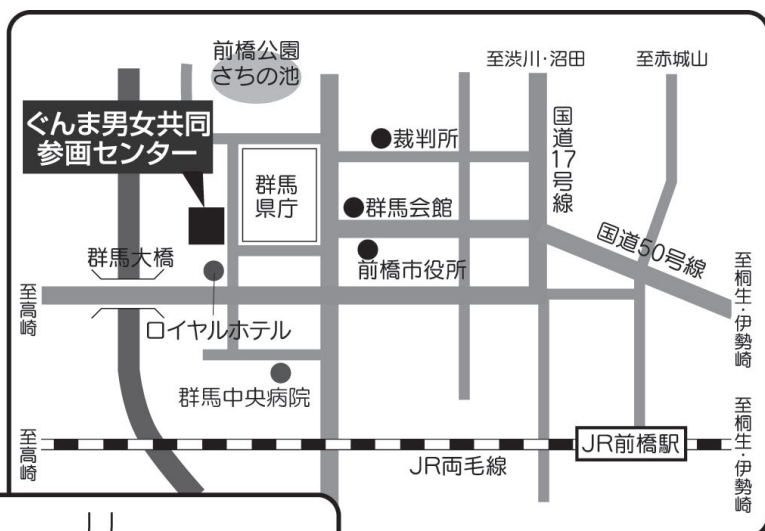 前橋公園
さちの池
至渋川・沼田
至赤城山
ぐんま男女共同
参画センター
裁判所
国道17号線
群馬
県庁
群馬会館
国道50号線
群馬大橋
前橋市役所
至高崎
至桐生・伊勢崎
ロイヤルホテル
群馬中央病院
至高崎
JR前橋駅
至桐生・伊勢崎
JR両毛線